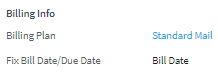 Billing Info
Billing Plan Standard Mail
Fix Bill Date/Due Date Bill Date